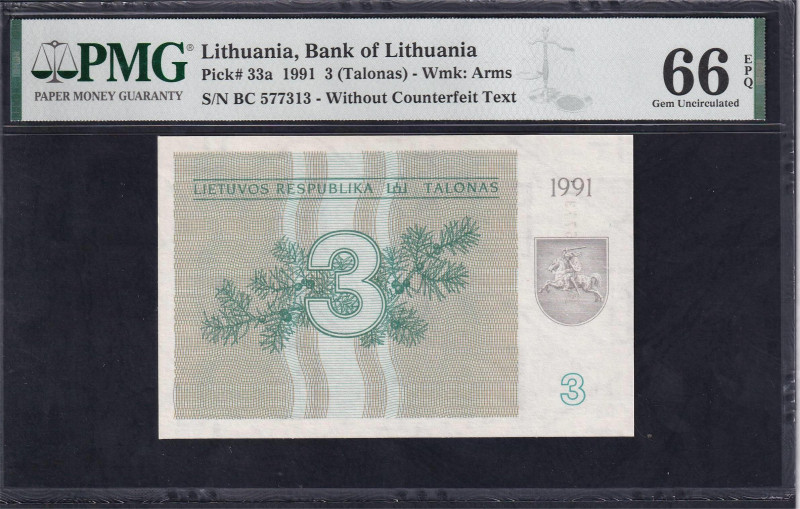 PMG®
PAPER MONEY GUARANTY
Lithuania, Bank of Lithuania
Pick# 33a 1991 3 (Talonas) - Wmk: Arms
S/N BC 577313 - Without Counterfeit Text
66 EPQ
Gem Uncirculated
LIETUVOS RESPUBLIKA TALONAS
1991
3
3